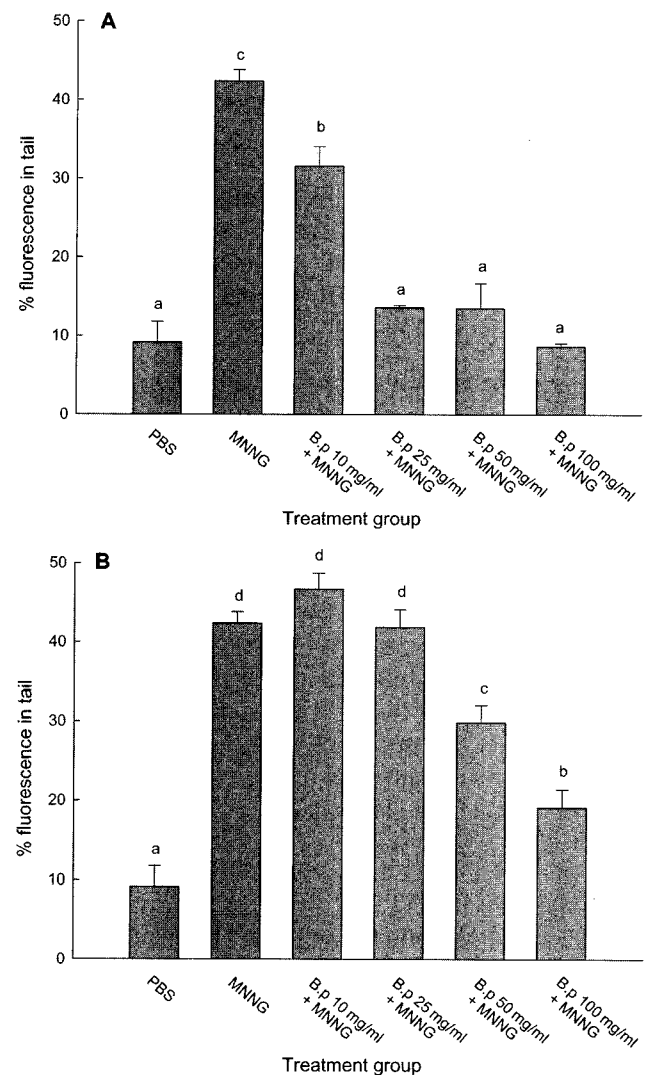 A
50
40
30
20
10
0
% fluorescence in tail
a
c
b
a
a
a
PBS
MNNG
B.p 10 mg/ml
+ MNNG
B.p 25 mg/ml
+ MNNG
B.p 50 mg/ml
+ MNNG
B.p 100 mg/ml
+ MNNG
Treatment group
B
50
40
30
20
10
0
% fluorescence in tail
a
d
d
d
c
b
PBS
MNNG
B.p 10 mg/ml
+ MNNG
B.p 25 mg/ml
+ MNNG
B.p 50 mg/ml
+ MNNG
B.p 100 mg/ml
+ MNNG
Treatment group